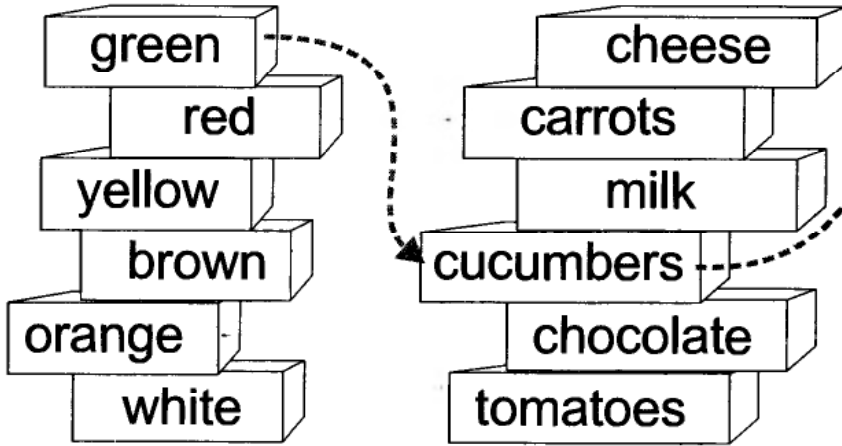 green
red
yellow
brown
orange
white
cheese
carrots
milk
cucumbers
chocolate
tomatoes